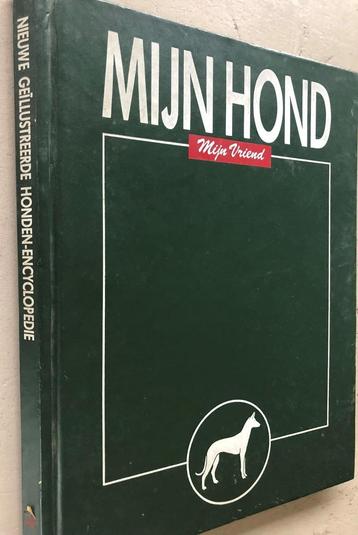 MIJN HOND
Mijn Vriend
NIEUWE GEÏLLUSTREERDE HONDEN-ENCYCLOPEDIE